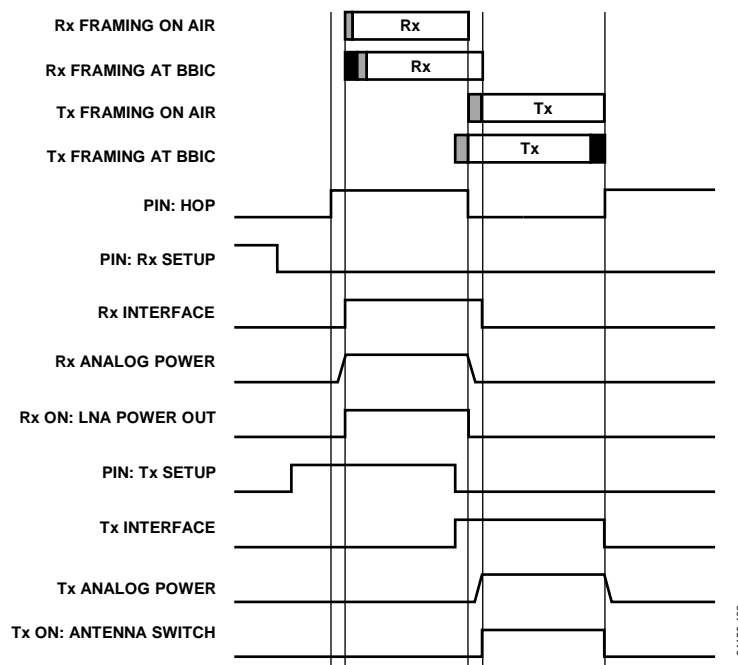 Rx FRAMING ON AIR
Rx
Rx FRAMING AT BBIC
Rx
Tx FRAMING ON AIR
Tx
Tx FRAMING AT BBIC
Tx
PIN: HOP
PIN: Rx SETUP
Rx INTERFACE
Rx ANALOG POWER
Rx ON: LNA POWER OUT
PIN: Tx SETUP
Tx INTERFACE
Tx ANALOG POWER
Tx ON: ANTENNA SWITCH